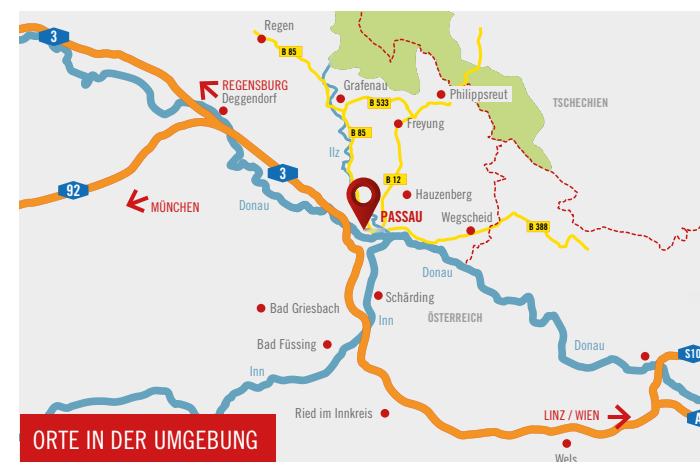 Regen
3
B 85
REGENSBURG
Deggendorf
Grafenau
B 533
Philippsreut
TSCHECHIEN
Freyung
B 85
Ilz
3
B 12
92
MÜNCHEN
Donau
Hauzenberg
PASSAU
Wegscheid
B 388
Donau
Schärding
Bad Griesbach
Inn
ÖSTERREICH
Bad Füssing
Donau
S10
Inn
Ried im Innkreis
LINZ / WIEN
A
ORTE IN DER UMGEBUNG
Wels